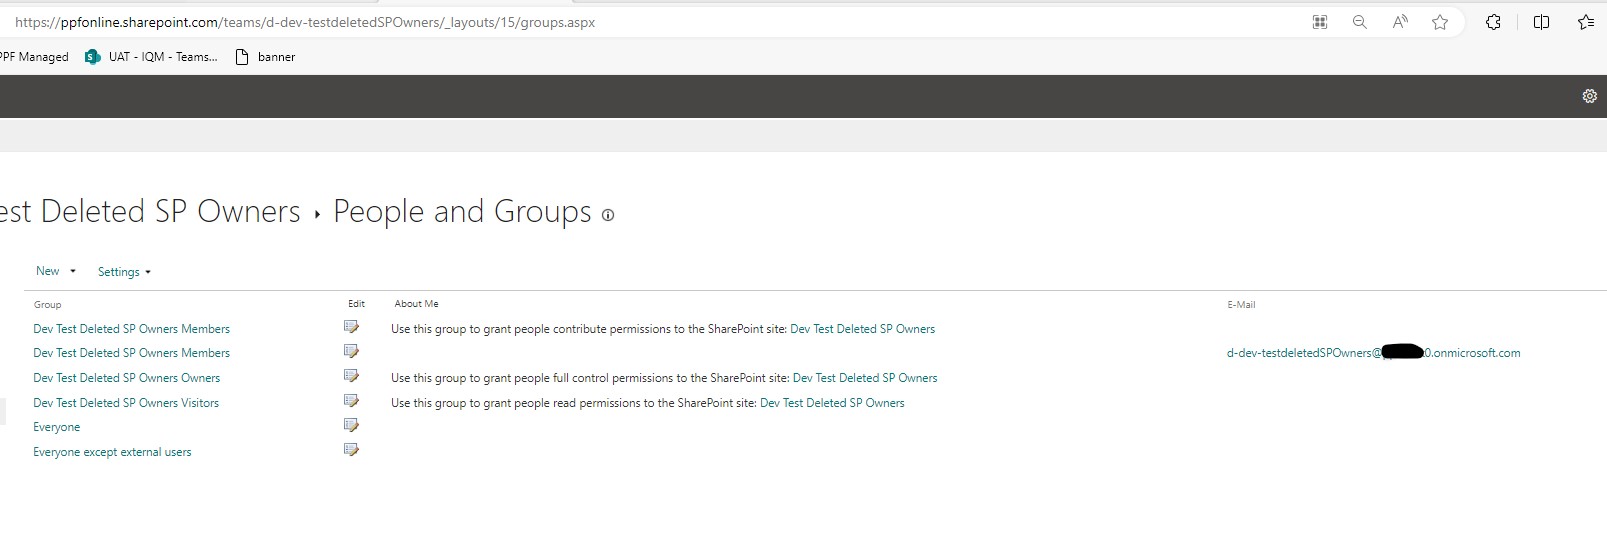 https://ppfonline.sharepoint.com/teams/d-dev-testdeletedSPOwners/_layouts/15/groups.aspx
PPF Managed UAT - IQM - Teams... banner
est Deleted SP Owners ▸ People and Groups
New Settings
Group Edit About Me E-Mail
Dev Test Deleted SP Owners Members Use this group to grant people contribute permissions to the SharePoint site: Dev Test Deleted SP Owners
Dev Test Deleted SP Owners Members d-dev-testdeletedSPOwners@ 0.onmicrosoft.com
Dev Test Deleted SP Owners Owners Use this group to grant people full control permissions to the SharePoint site: Dev Test Deleted SP Owners
Dev Test Deleted SP Owners Visitors Use this group to grant people read permissions to the SharePoint site: Dev Test Deleted SP Owners
Everyone
Everyone except external users